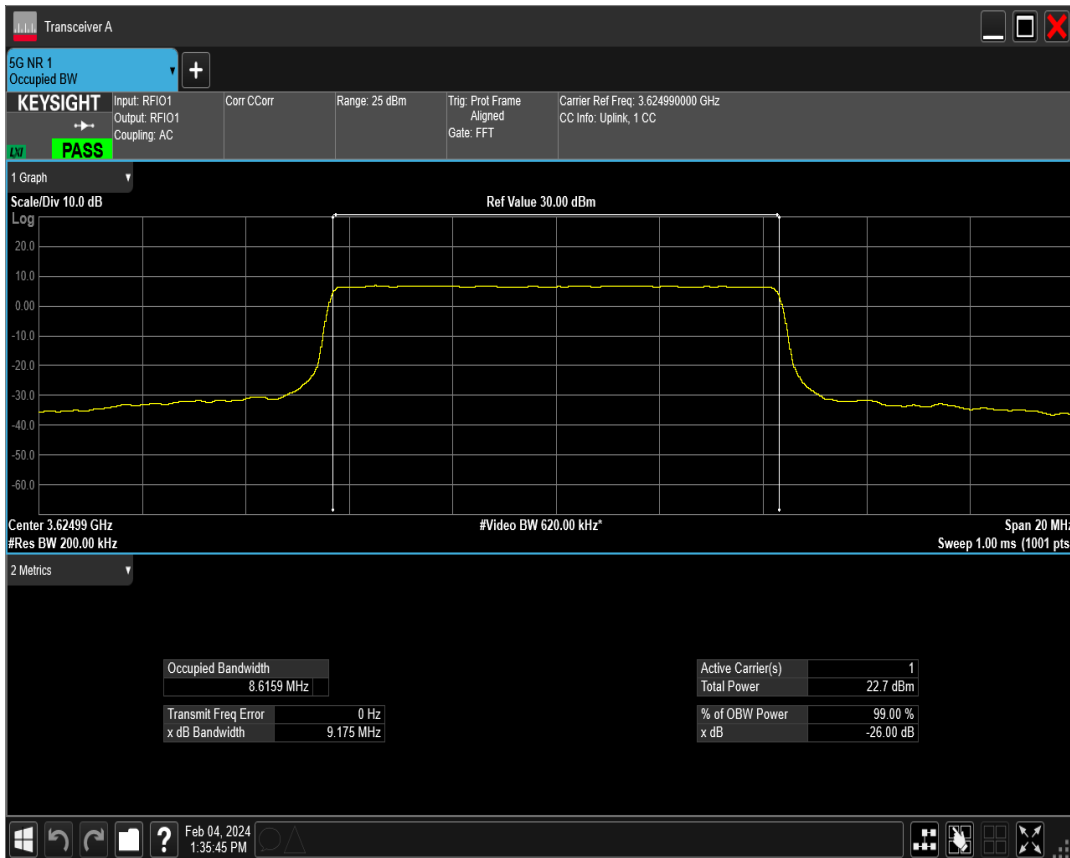 Transceiver A
5G NR 1
Occupied BW
KEYSIGHT
LXI
PASS
Input: RFIO1
Output: RFIO1
Coupling: AC
Corr CCorr
Range: 25 dBm
Trig: Prot Frame
Aligned
Gate: FFT
Carrier Ref Freq: 3.624990000 GHz
CC Info: Uplink, 1 CC
1 Graph
Scale/Div 10.0 dB
Ref Value 30.00 dBm
Log
20.0
10.0
0.00
-10.0
-20.0
-30.0
-40.0
-50.0
-60.0
Center 3.62499 GHz
#Video BW 620.00 kHz*
Span 20 MHz
#Res BW 200.00 kHz
Sweep 1.00 ms (1001 pts
2 Metrics
Occupied Bandwidth
8.6159 MHz
Transmit Freq Error 0 Hz
x dB Bandwidth 9.175 MHz
Active Carrier(s) 1
Total Power 22.7 dBm
% of OBW Power 99.00 %
x dB -26.00 dB
Feb 04, 2024
1:35:45 PM